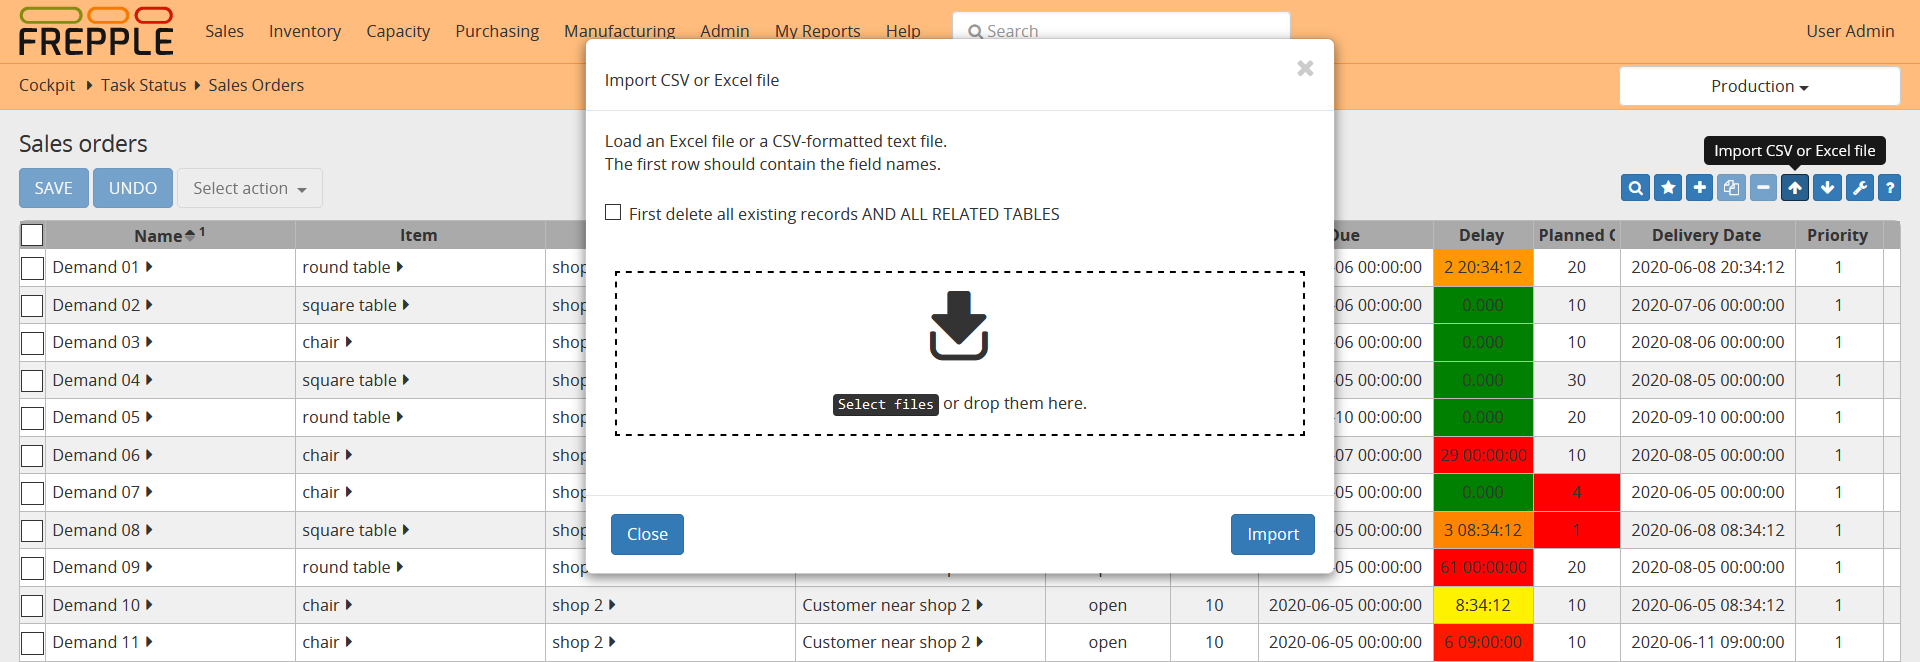 FREPPLE
Sales Inventory Capacity Purchasing Manufacturing Admin My Reports Help Search User Admin
Cockpit Task Status Sales Orders
Production
Import CSV or Excel file
Load an Excel file or a CSV-formatted text file.
The first row should contain the field names.
First delete all existing records AND ALL RELATED TABLES
Select files or drop them here.
Close Import
Sales orders
Import CSV or Excel file
SAVE UNDO Select action
?
Name 1 Item Due Delay Planned Delivery Date Priority
Demand 01 round table shop 06 00:00:00 2 20:34:12 20 2020-06-08 20:34:12 1
Demand 02 square table shop 06 00:00:00 0.000 10 2020-07-06 00:00:00 1
Demand 03 chair shop 06 00:00:00 0.000 10 2020-08-06 00:00:00 1
Demand 04 square table shop 05 00:00:00 0.000 30 2020-08-05 00:00:00 1
Demand 05 round table shop 10 00:00:00 0.000 20 2020-09-10 00:00:00 1
Demand 06 chair shop 07 00:00:00 29 00:00:00 10 2020-08-05 00:00:00 1
Demand 07 chair shop 05 00:00:00 0.000 4 2020-06-05 00:00:00 1
Demand 08 square table shop 05 00:00:00 3 08:34:12 1 2020-06-08 08:34:12 1
Demand 09 round table shop 05 00:00:00 61 00:00:00 20 2020-08-05 00:00:00 1
Demand 10 chair shop 2 Customer near shop 2 open 10 2020-06-05 00:00:00 8:34:12 10 2020-06-05 08:34:12 1
Demand 11 chair shop 2 Customer near shop 2 open 10 2020-06-05 00:00:00 6 09:00:00 10 2020-06-11 09:00:00 1